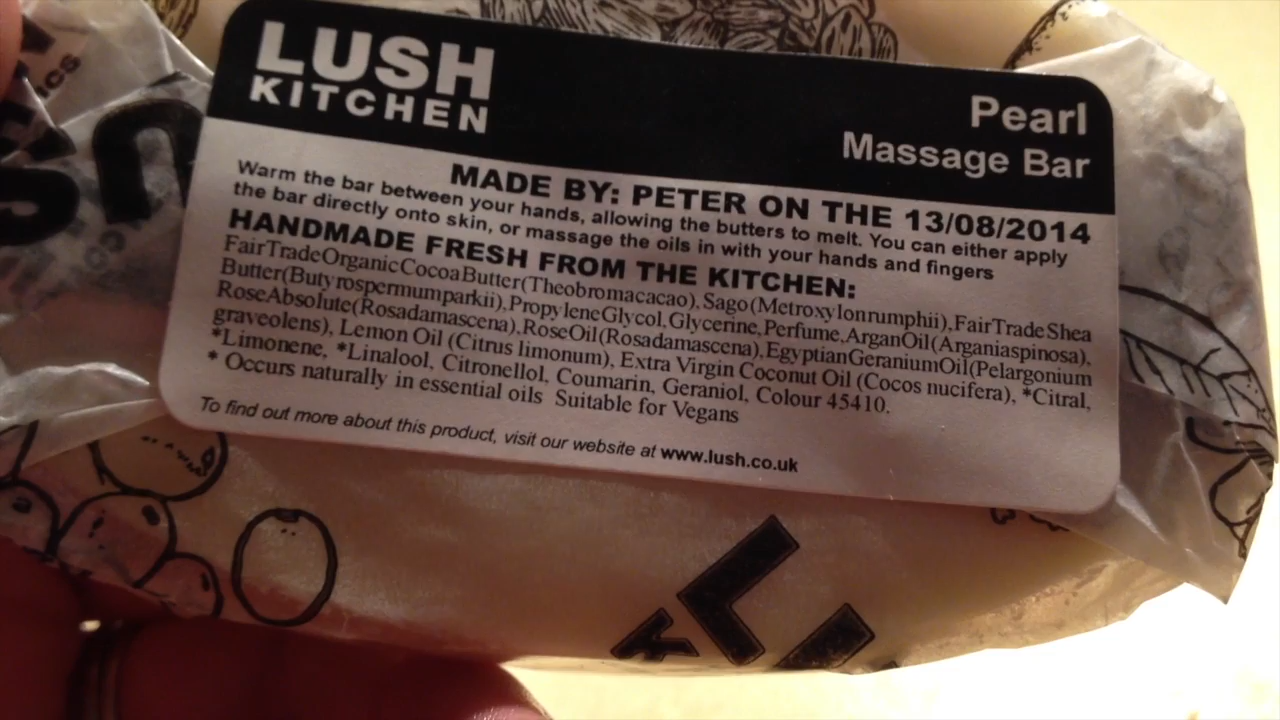 LUSH
KITCHEN
Pearl
Massage Bar
MADE BY: PETER ON THE 13/08/2014
Warm the bar between your hands, allowing the butters to melt. You can either apply
the bar directly onto skin, or massage the oils in with your hands and fingers
HANDMADE FRESH FROM THE KITCHEN:
FairTradeOrganicCocoaButter(Theobromacacao),Sago(Metroxylonrumphii),FairTradeShea
Butter(Butyrospermumparkii),PropyleneGlycol,Glycerine,Perfume,ArganOil(Arganiaspinosa),
RoseAbsolute(Rosadamascena),RoseOil(Rosadamascena),EgyptianGeraniumOil(Pelargonium
graveolens), Lemon Oil (Citrus limonum), Extra Virgin Coconut Oil (Cocos nucifera), *Citral,
*Limonene, *Linalool, Citronellol, Coumarin, Geraniol, Colour 45410.
* Occurs naturally in essential oils Suitable for Vegans
To find out more about this product, visit our website at www.lush.co.uk